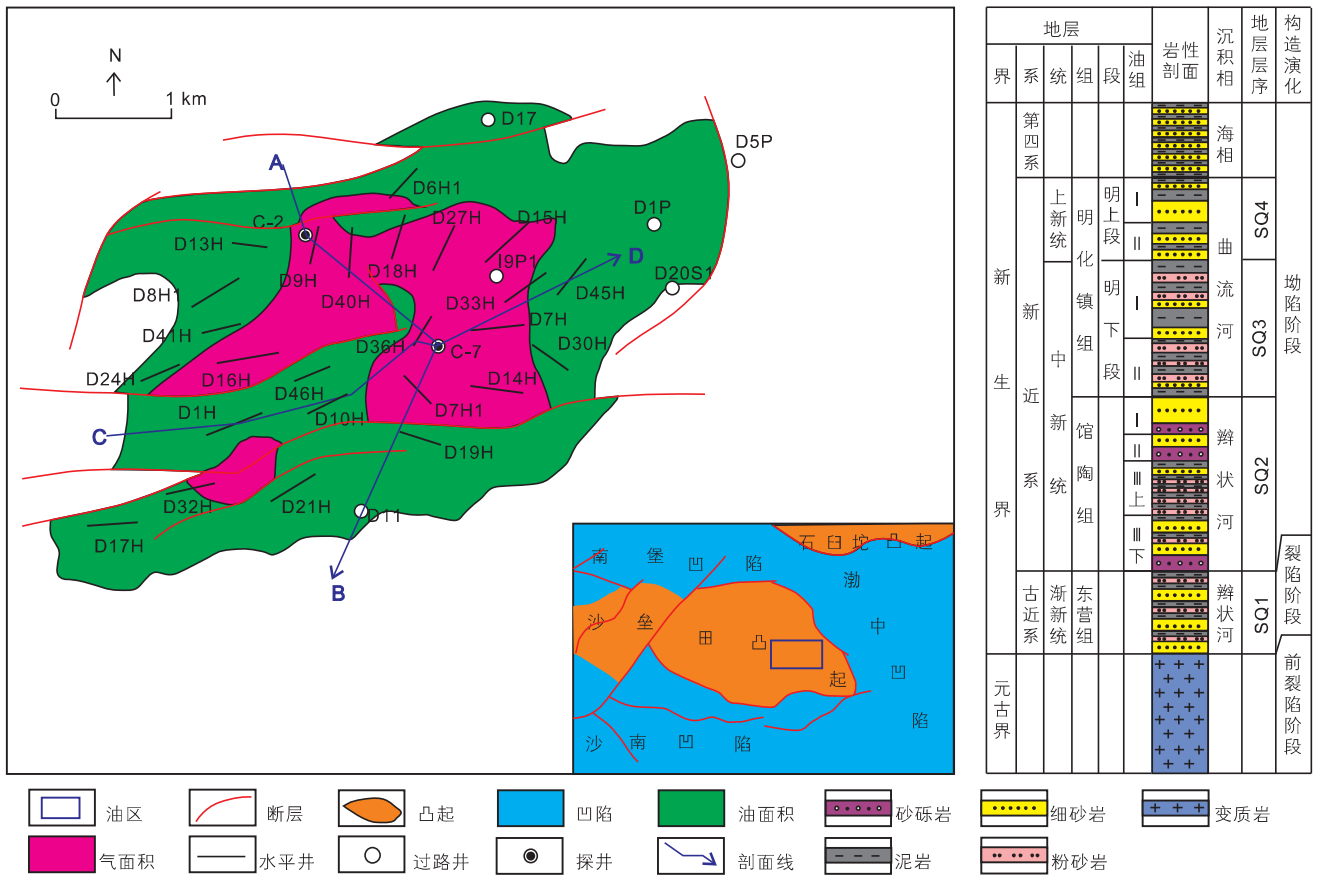 N
0 1 km
D17
D5P
A
D6H1
C-2
D27H
D15H
D1P
D13H
D
D9H
D18H
I9P1
D20S1
D8H1
D40H
D33H
D45H
D41H
D7H
D36H
C-7
D30H
D24H
D16H
D46H
D14H
D1H
D10H
D7H1
C
D19H
D32H
D21H
D11
D17H
B
石臼坨凸起
南堡凹陷
渤中凹陷
沙垒田凸起
沙南凹陷
地层
界
系
统
组
段
油组
岩性剖面
沉积相
地层层序
构造演化
第四系
海相
新生界
新近系
上新统
明化镇组
明上段
I
II
曲流河
SQ4
坳陷阶段
中新统
明下段
I
II
SQ3
馆陶组
I
II
III上
III下
辫状河
SQ2
裂陷阶段
古近系
渐新统
东营组
辫状河
SQ1
元古界
前裂陷阶段
油区
断层
凸起
凹陷
油面积
砂砾岩
细砂岩
变质岩
气面积
水平井
过路井
探井
剖面线
泥岩
粉砂岩